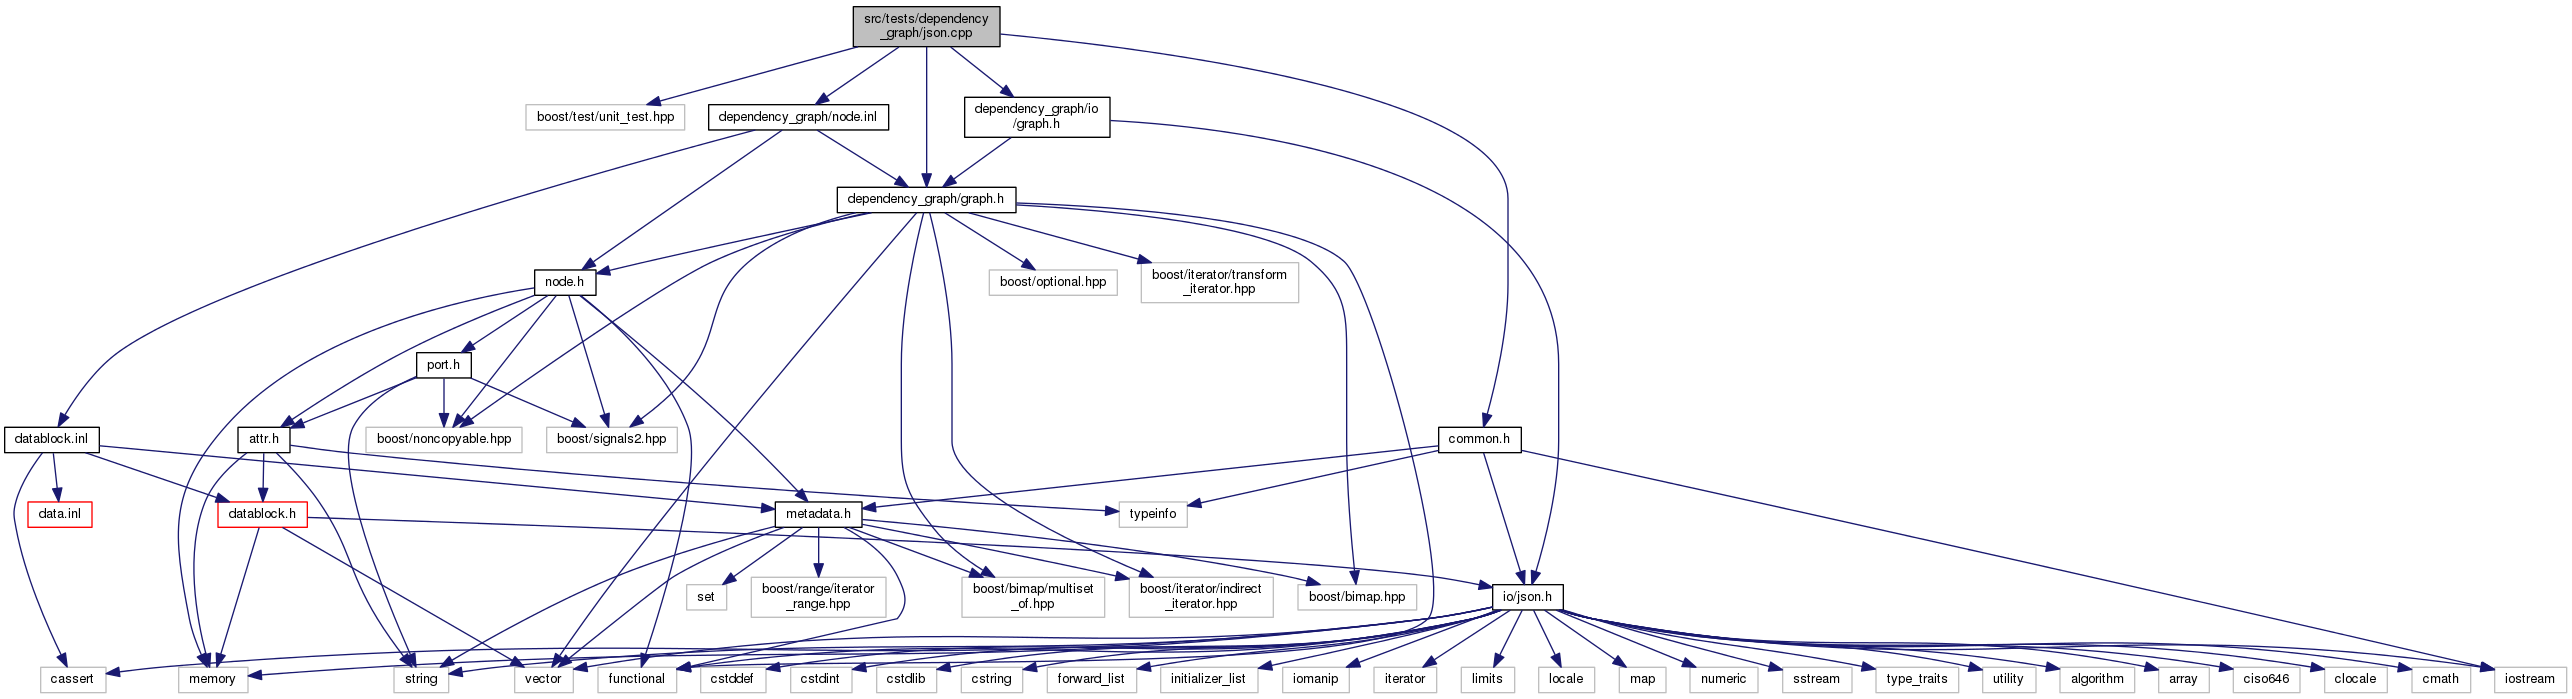 src/tests/dependency
_graph/json.cpp
boost/test/unit_test.hpp
dependency_graph/node.inl
dependency_graph/io
/graph.h
dependency_graph/graph.h
node.h
boost/optional.hpp
boost/iterator/transform
_iterator.hpp
port.h
datablock.inl
attr.h
boost/noncopyable.hpp
boost/signals2.hpp
common.h
data.inl
datablock.h
metadata.h
typeinfo
set
boost/range/iterator
_range.hpp
boost/bimap/multiset
_of.hpp
boost/iterator/indirect
_iterator.hpp
boost/bimap.hpp
io/json.h
cassert
memory
string
vector
functional
cstddef
cstdint
cstdlib
cstring
forward_list
initializer_list
iomanip
iterator
limits
locale
map
numeric
sstream
type_traits
utility
algorithm
array
ciso646
clocale
cmath
iostream